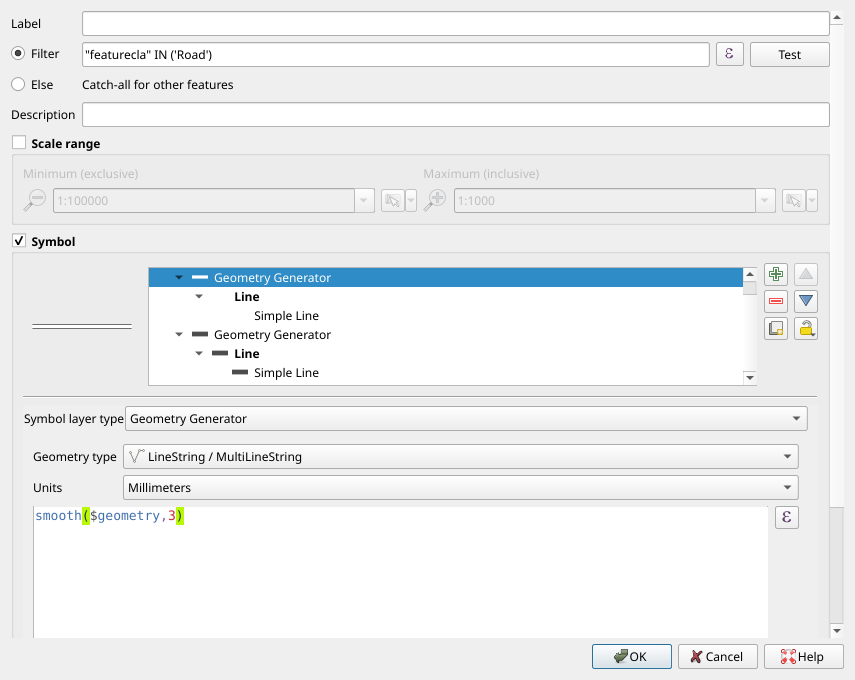 Label
Filter "featurecla" IN ('Road') ε Test
Else Catch-all for other features
Description
Scale range
Minimum (exclusive) Maximum (inclusive)
1:100000 1:1000
Symbol
Geometry Generator
Line
Simple Line
Geometry Generator
Line
Simple Line
Symbol layer type Geometry Generator
Geometry type LineString / MultiLineString
Units Millimeters
smooth($geometry,3) ε
OK Cancel Help